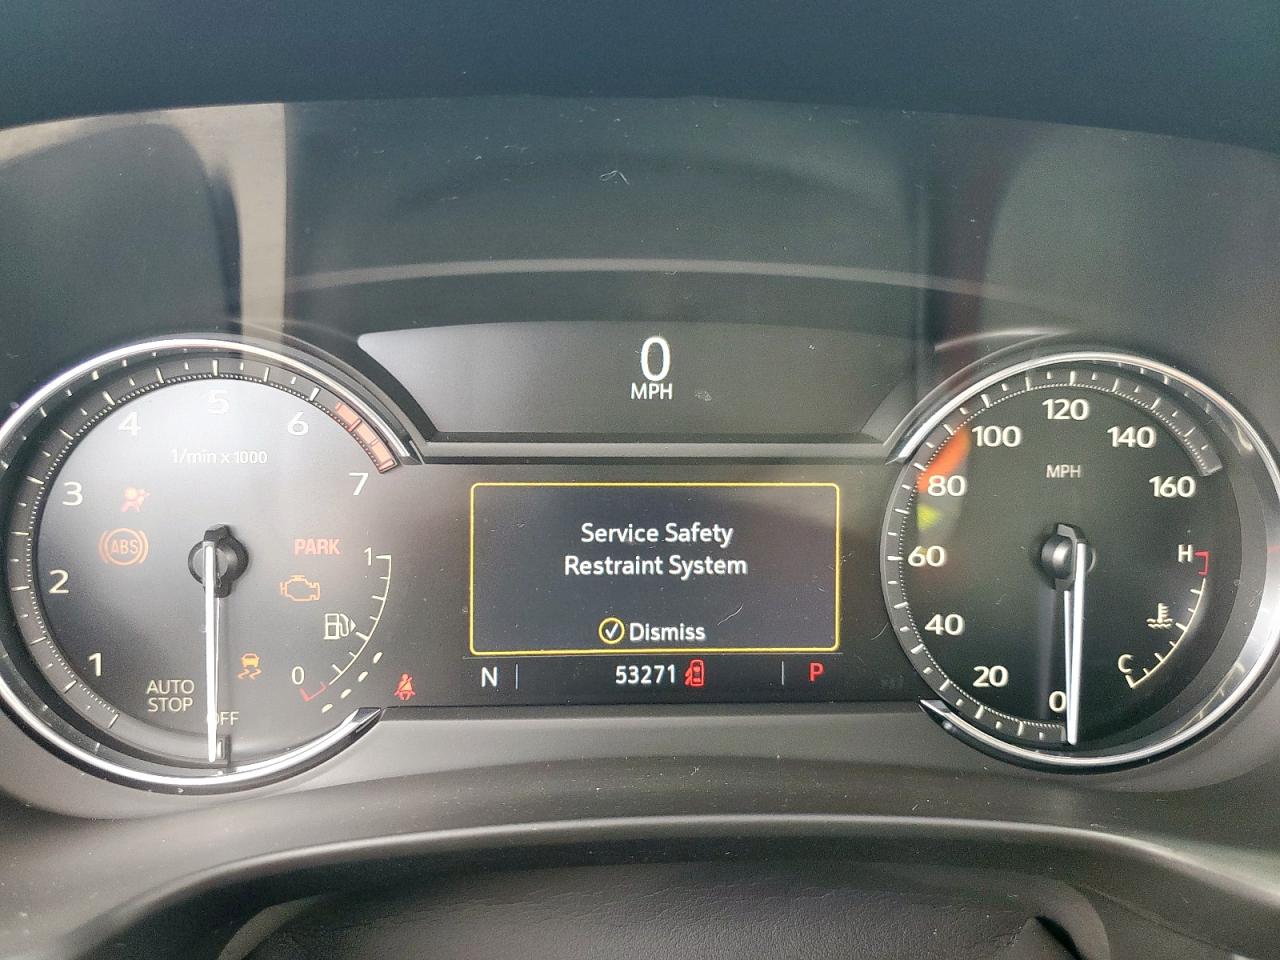 0
MPH
1
2
3
4
5
6
7
1/min x 1000
ABS
PARK
1
0
AUTO
STOP
OFF
Service Safety
Restraint System
Dismiss
N
53271
P
0
20
40
60
80
100
120
140
160
MPH
H
C